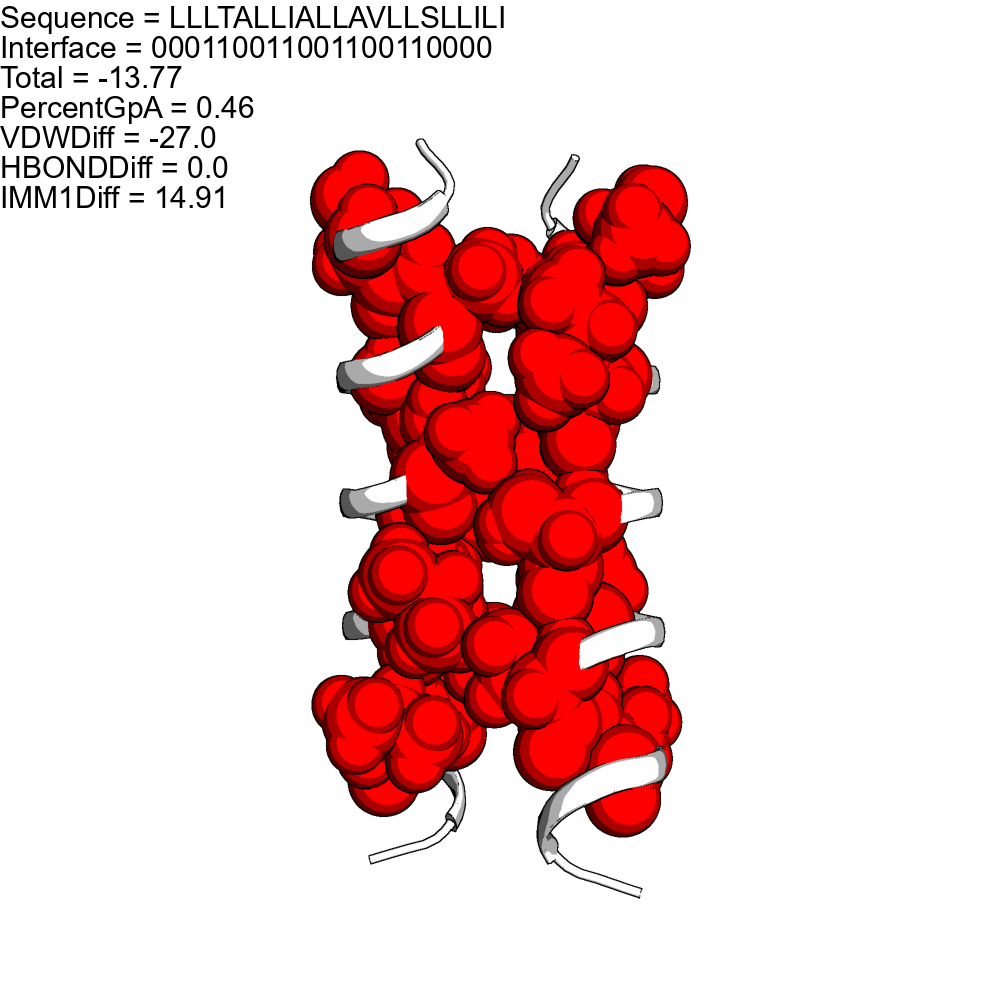 Sequence = LLLTALLIALLAVLLSLLILI
Interface = 000110011001100110000
Total = -13.77
PercentGpA = 0.46
VDWDiff = -27.0
HBONDDiff = 0.0
IMM1Diff = 14.91